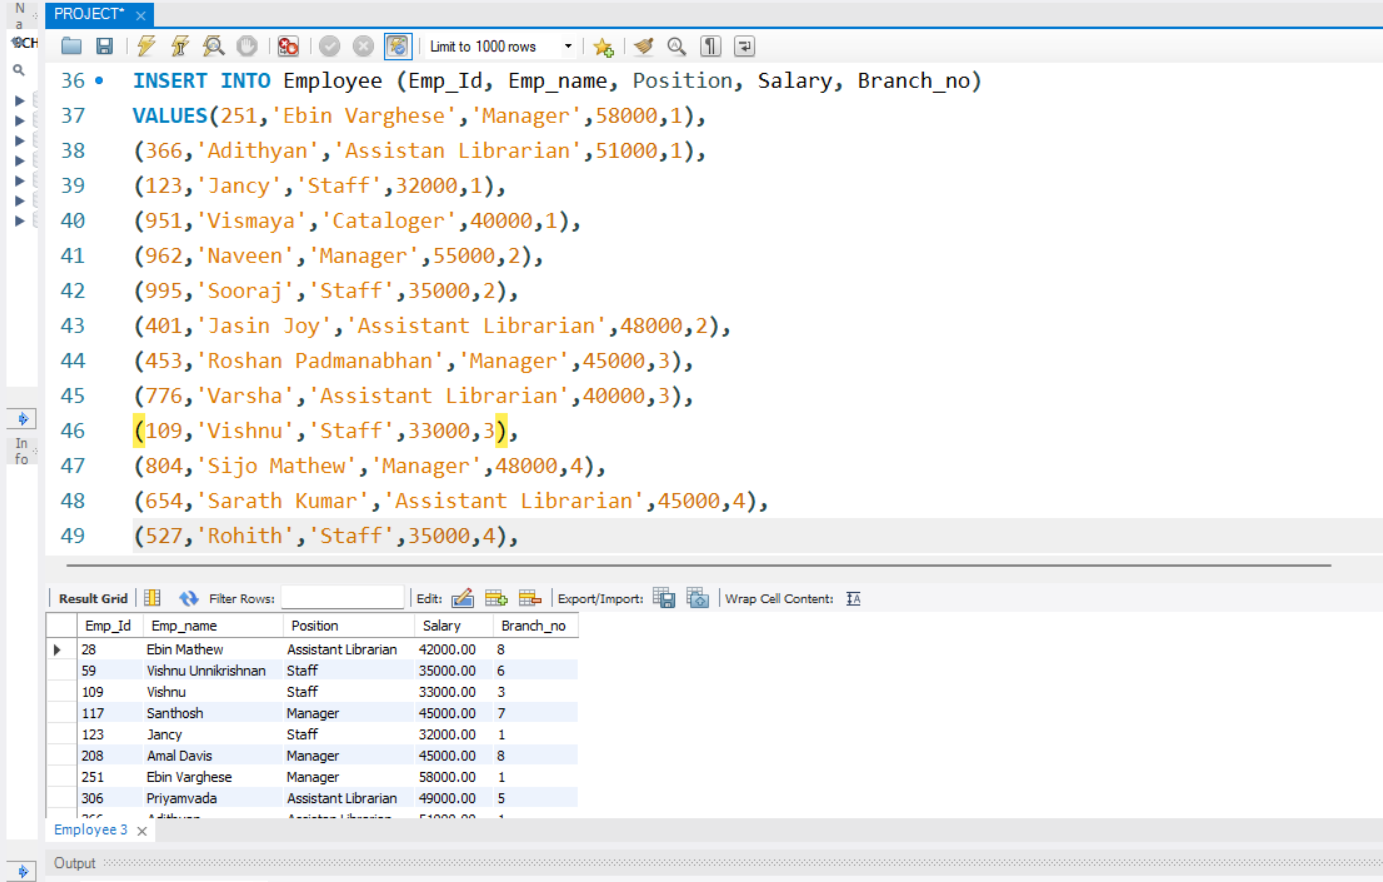 Na
PROJECT*
SCH
Limit to 1000 rows
36 INSERT INTO Employee (Emp_Id, Emp_name, Position, Salary, Branch_no)
37 VALUES(251,'Ebin Varghese','Manager',58000,1),
38 (366,'Adithyan','Assistan Librarian',51000,1),
39 (123,'Jancy','Staff',32000,1),
40 (951,'Vismaya','Cataloger',40000,1),
41 (962,'Naveen','Manager',55000,2),
42 (995,'Sooraj','Staff',35000,2),
43 (401,'Jasin Joy','Assistant Librarian',48000,2),
44 (453,'Roshan Padmanabhan','Manager',45000,3),
45 (776,'Varsha','Assistant Librarian',40000,3),
46 (109,'Vishnu','Staff',33000,3),
47 (804,'Sijo Mathew','Manager',48000,4),
48 (654,'Sarath Kumar','Assistant Librarian',45000,4),
49 (527,'Rohith','Staff',35000,4),
Info
Result Grid Filter Rows: Edit: Export/Import: Wrap Cell Content: IA
Emp_Id Emp_name Position Salary Branch_no
28 Ebin Mathew Assistant Librarian 42000.00 8
59 Vishnu Unnikrishnan Staff 35000.00 6
109 Vishnu Staff 33000.00 3
117 Santhosh Manager 45000.00 7
123 Jancy Staff 32000.00 1
208 Amal Davis Manager 45000.00 8
251 Ebin Varghese Manager 58000.00 1
306 Priyamvada Assistant Librarian 49000.00 5
Employee 3
Output